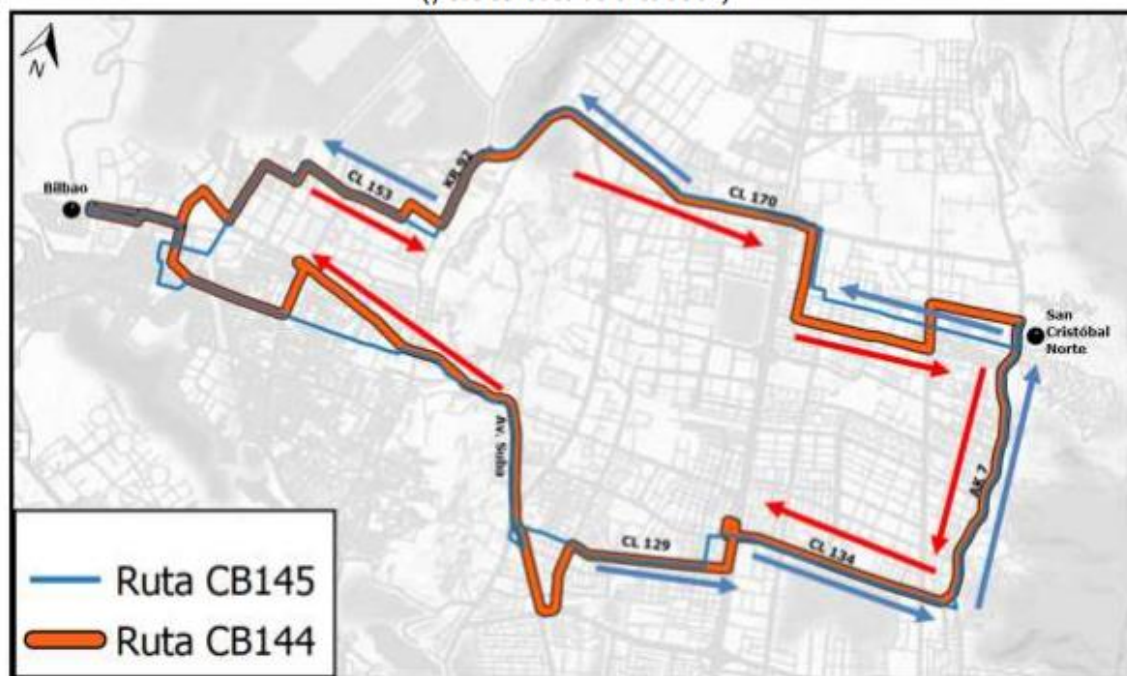 N
Bilbao
CL 153
KR 92
CL 170
San
Cristóbal
Norte
Av. Suba
AK 7
CL 129
CL 134
Ruta CB145
Ruta CB144